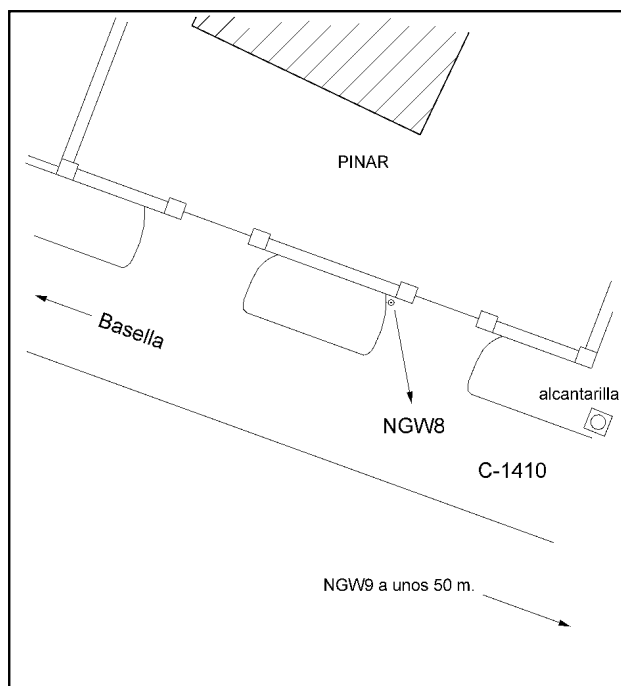 PINAR
Basella
alcantarilla
NGW8
C-1410
NGW9 a unos 50 m.